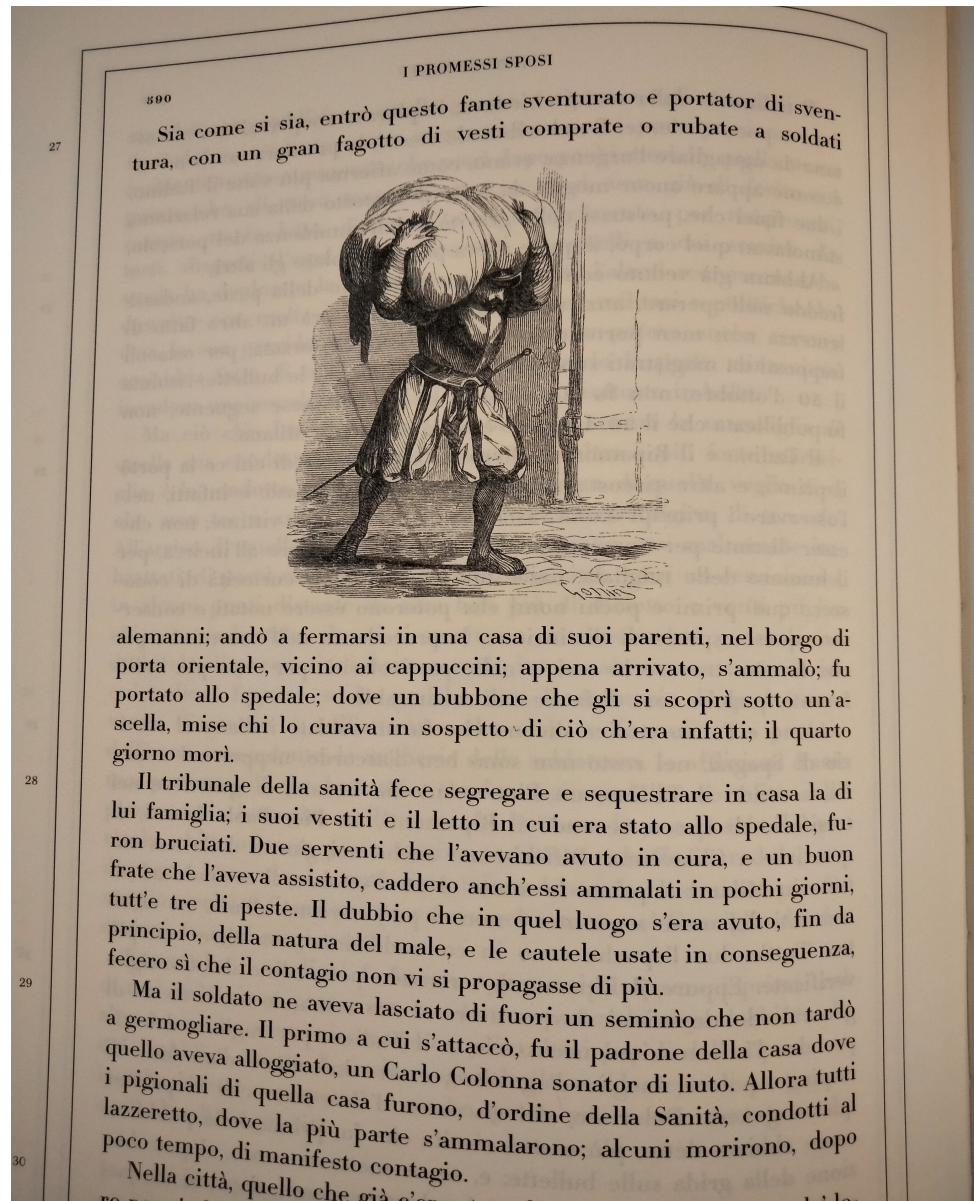 I PROMESSI SPOSI
590
27
Sia come si sia, entrò questo fante sventurato e portator di sven-
tura, con un gran fagotto di vesti comprate o rubate a soldati
alemanni; andò a fermarsi in una casa di suoi parenti, nel borgo di
porta orientale, vicino ai cappuccini; appena arrivato, s'ammalò; fu
portato allo spedale; dove un bubbone che gli si scoprì sotto un'a-
scella, mise chi lo curava in sospetto di ciò ch'era infatti; il quarto
giorno morì.
28
Il tribunale della sanità fece segregare e sequestrare in casa la di
lui famiglia; i suoi vestiti e il letto in cui era stato allo spedale, fu-
ron bruciati. Due serventi che l'avevano avuto in cura, e un buon
frate che l'aveva assistito, caddero anch'essi ammalati in pochi giorni,
tutt'e tre di peste. Il dubbio che in quel luogo s'era avuto, fin da
principio, della natura del male, e le cautele usate in conseguenza,
fecero sì che il contagio non vi si propagasse di più.
29
Ma il soldato ne aveva lasciato di fuori un seminìo che non tardò
a germogliare. Il primo a cui s'attaccò, fu il padrone della casa dove
quello aveva alloggiato, un Carlo Colonna sonator di liuto. Allora tutti
i pigionali di quella casa furono, d'ordine della Sanità, condotti al
lazzeretto, dove la più parte s'ammalarono; alcuni morirono, dopo
poco tempo, di manifesto contagio.
30
Nella città, quello che già